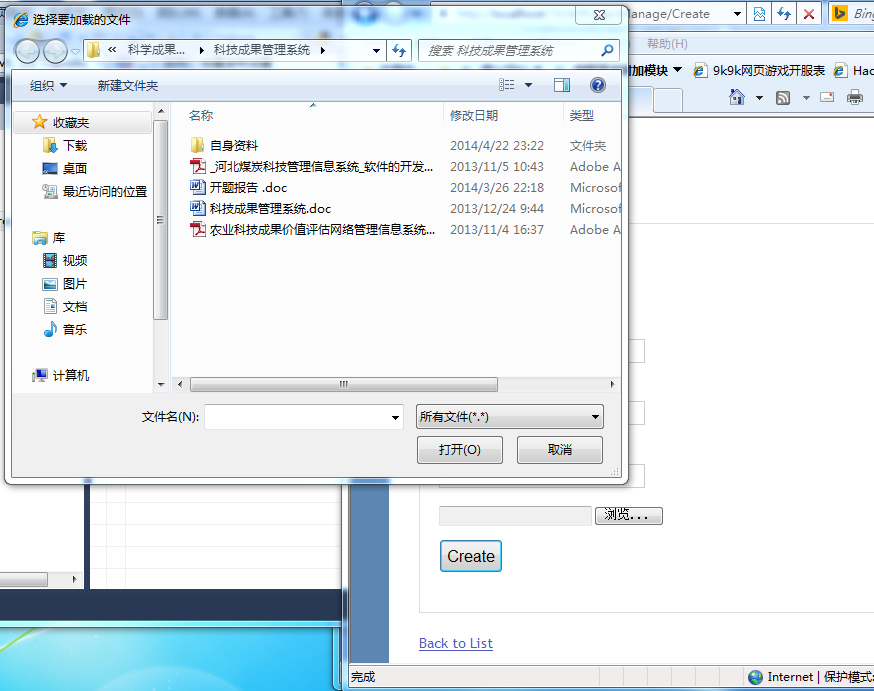 选择要加载的文件
anage/Create
Bing
« 科学成果... 科技成果管理系统
搜索 科技成果管理系统
帮助(H)
组织 新建文件夹
加模块 9k9k网页游戏开服表 Hac
名称 修改日期 类型
收藏夹
下载
桌面
最近访问的位置
库
视频
图片
文档
音乐
计算机
自身资料 2014/4/22 23:22 文件夹
_河北煤炭科技管理信息系统_软件的开发... 2013/11/5 10:43 Adobe A
开题报告 .doc 2014/3/26 22:18 Microsof
科技成果管理系统.doc 2013/12/24 9:44 Microsof
农业科技成果价值评估网络管理信息系统... 2013/11/4 16:37 Adobe A
文件名(N): 所有文件(*.*)
打开(O) 取消
浏览...
Create
Back to List
完成 Internet | 保护模式: